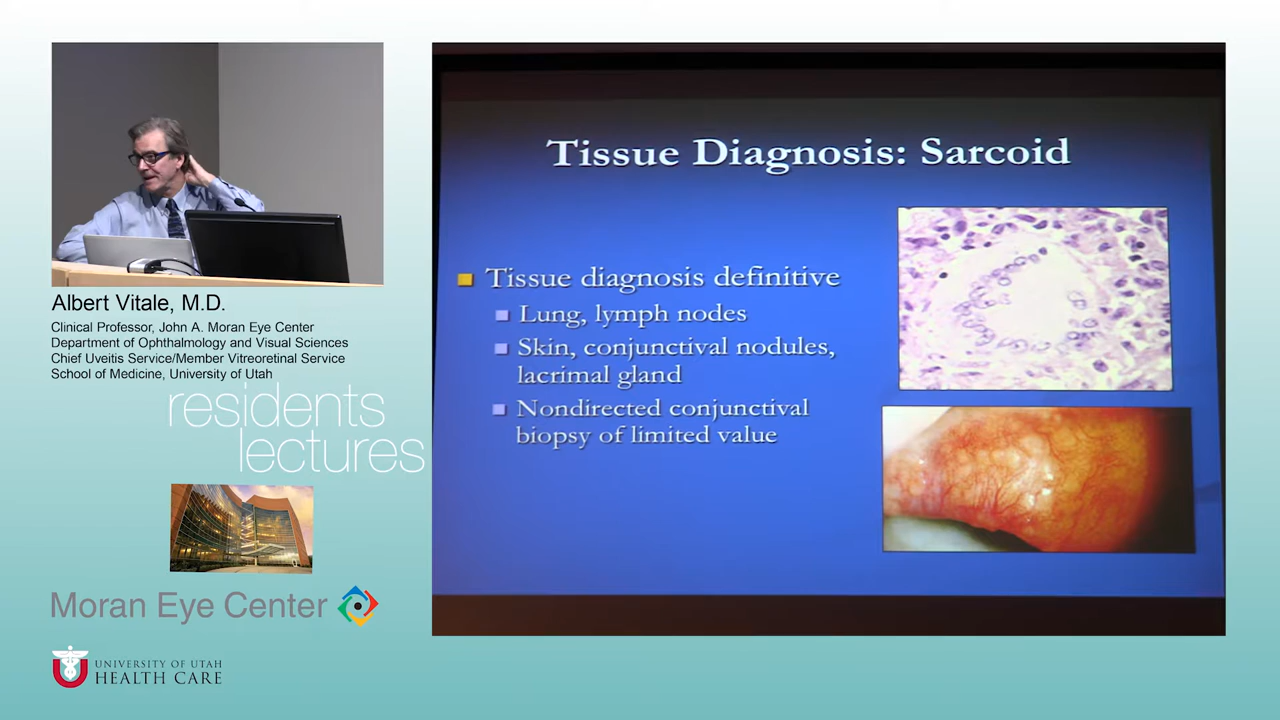 Albert Vitale, M.D.
Clinical Professor, John A. Moran Eye Center
Department of Ophthalmology and Visual Sciences
Chief Uveitis Service/Member Vitreoretinal Service
School of Medicine, University of Utah
residents
lectures
Moran Eye Center
UNIVERSITY OF UTAH
HEALTH CARE
Tissue Diagnosis: Sarcoid
Tissue diagnosis definitive
Lung, lymph nodes
Skin, conjunctival nodules,
lacrimal gland
Nondirected conjunctival
biopsy of limited value